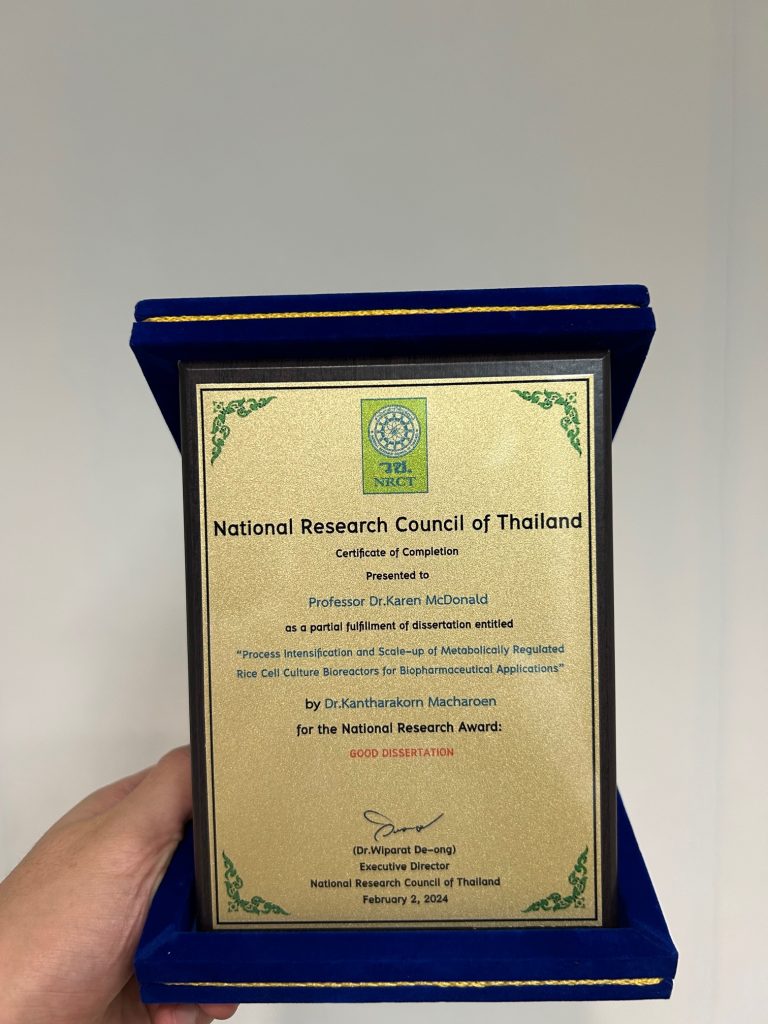 วช.
NRCT
National Research Council of Thailand
Certificate of Completion
Presented to
Professor Dr.Karen McDonald
as a partial fulfillment of dissertation entitled
"Process Intensification and Scale-up of Metabolically Regulated
Rice Cell Culture Bioreactors for Biopharmaceutical Applications"
by Dr.Kantharakorn Macharoen
for the National Research Award:
GOOD DISSERTATION
(Dr.Wiparat De-ong)
Executive Director
National Research Council of Thailand
February 2, 2024